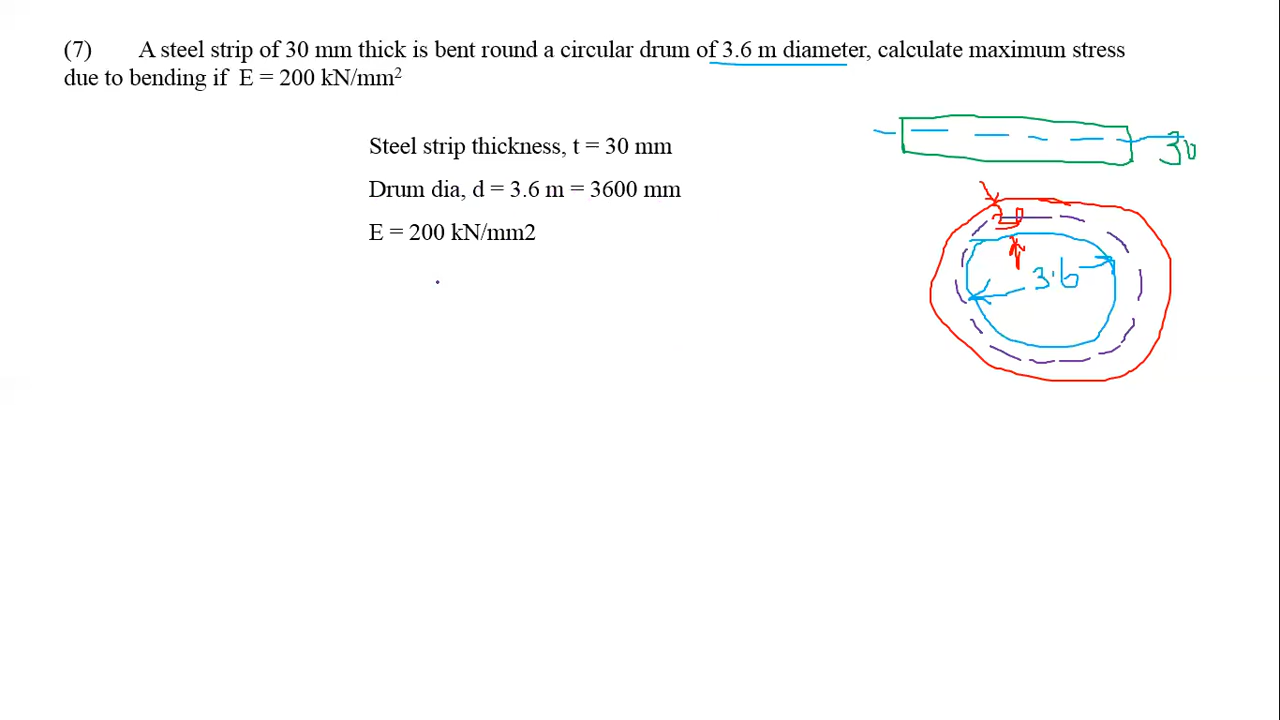 (7) A steel strip of 30 mm thick is bent round a circular drum of 3.6 m diameter, calculate maximum stress
due to bending if E = 200 kN/mm²
Steel strip thickness, t = 30 mm
30
Drum dia, d = 3.6 m = 3600 mm
30
E = 200 kN/mm2
3.6